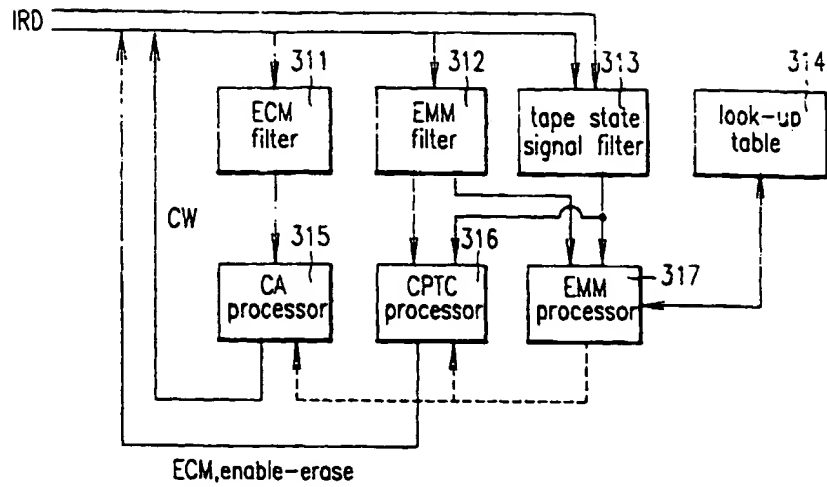 IRD
311
312
313
314
ECM
filter
EMM
filter
tape state
signal filter
look-up
table
CW
315
316
317
CA
processor
CPTC
processor
EMM
processor
ECM,enable-erase